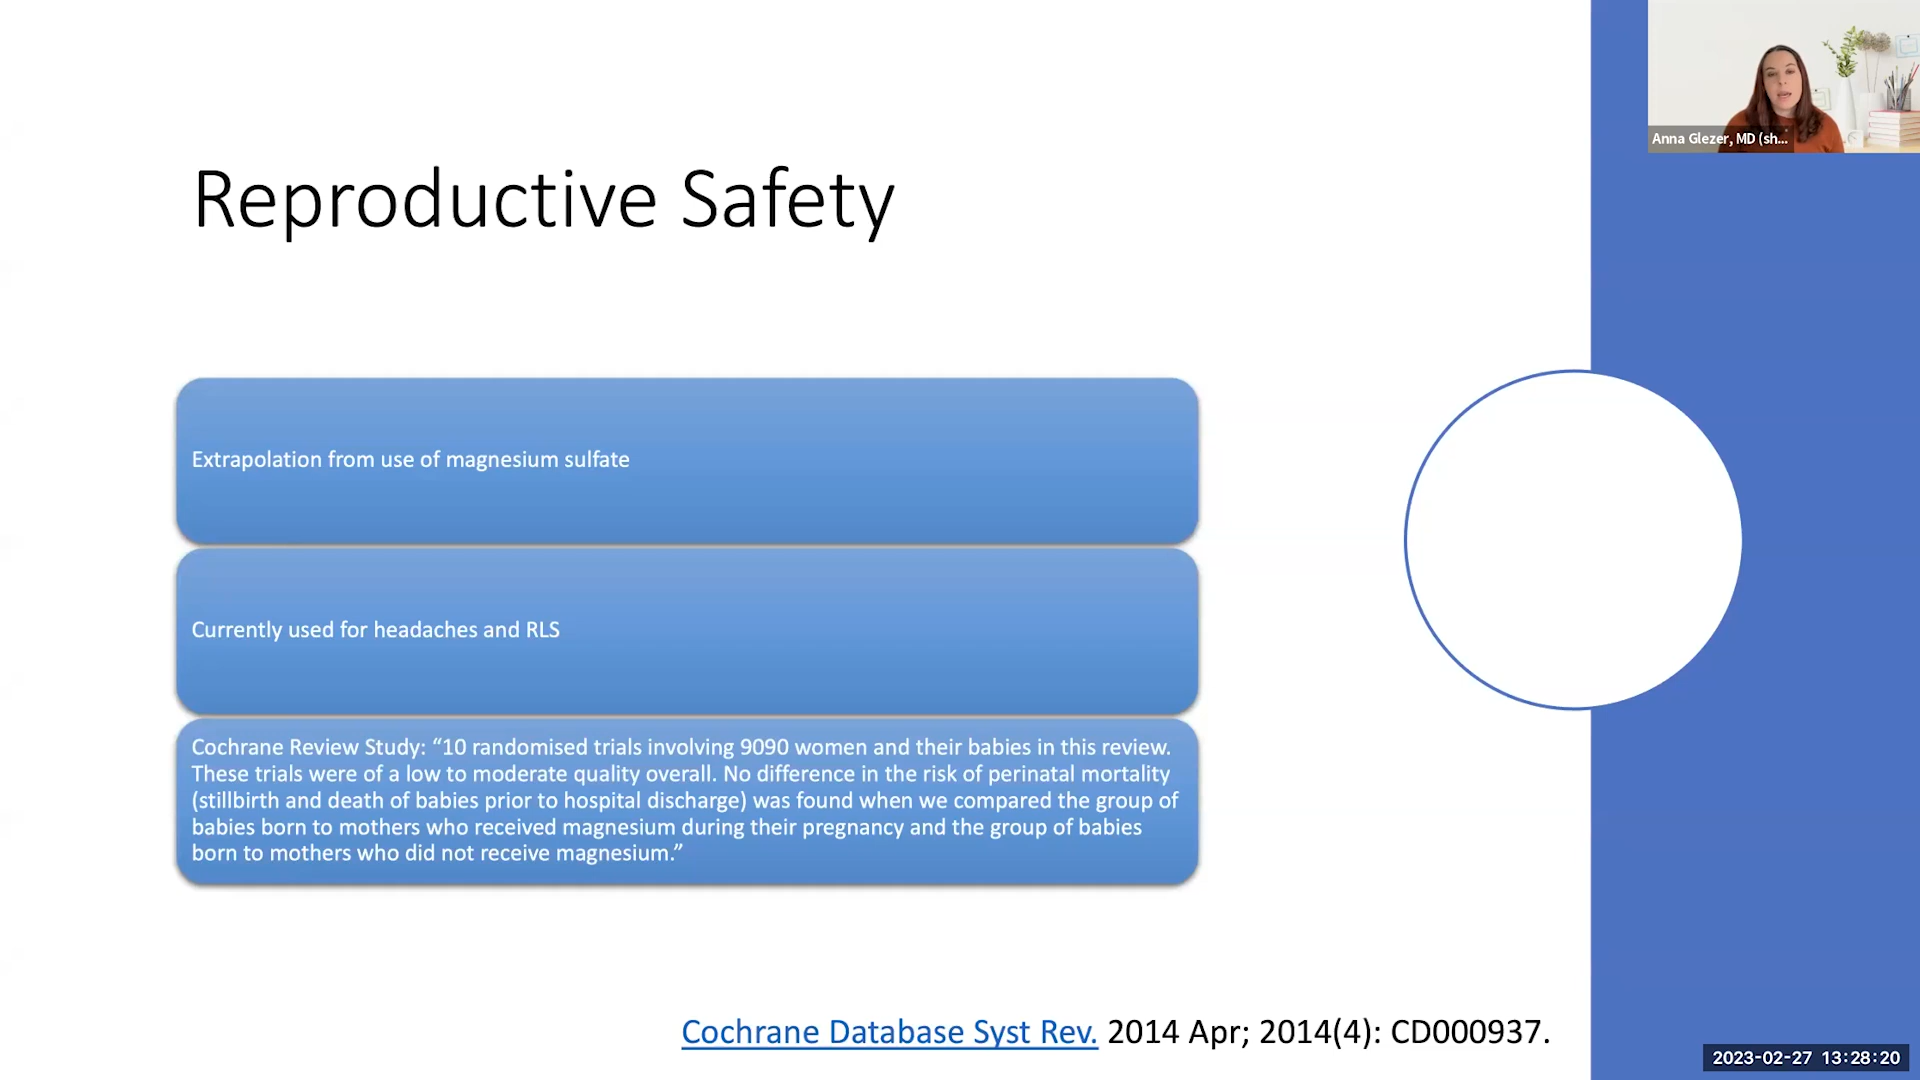 Anna Glezer, MD (sh...
Reproductive Safety
Extrapolation from use of magnesium sulfate
Currently used for headaches and RLS
Cochrane Review Study: “10 randomised trials involving 9090 women and their babies in this review.
These trials were of a low to moderate quality overall. No difference in the risk of perinatal mortality
(stillbirth and death of babies prior to hospital discharge) was found when we compared the group of
babies born to mothers who received magnesium during their pregnancy and the group of babies
born to mothers who did not receive magnesium.”
Cochrane Database Syst Rev. 2014 Apr; 2014(4): CD000937.
2023-02-27 13:28:20